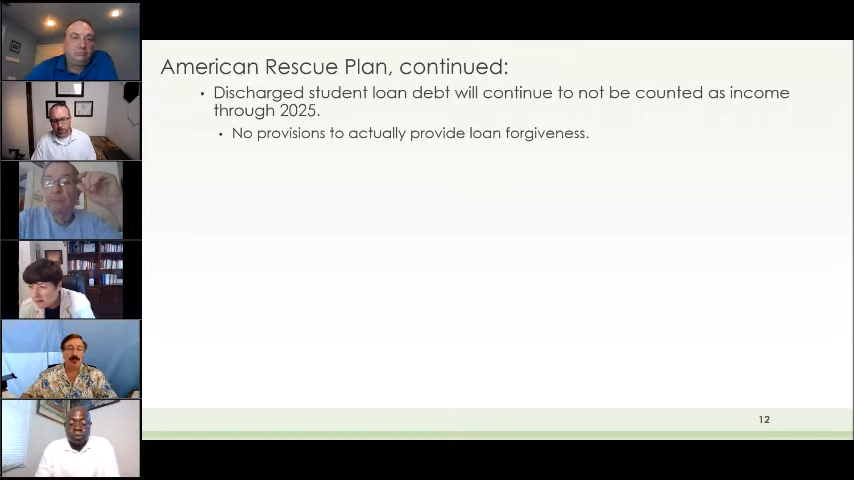 American Rescue Plan, continued:
• Discharged student loan debt will continue to not be counted as income
through 2025.
• No provisions to actually provide loan forgiveness.
12